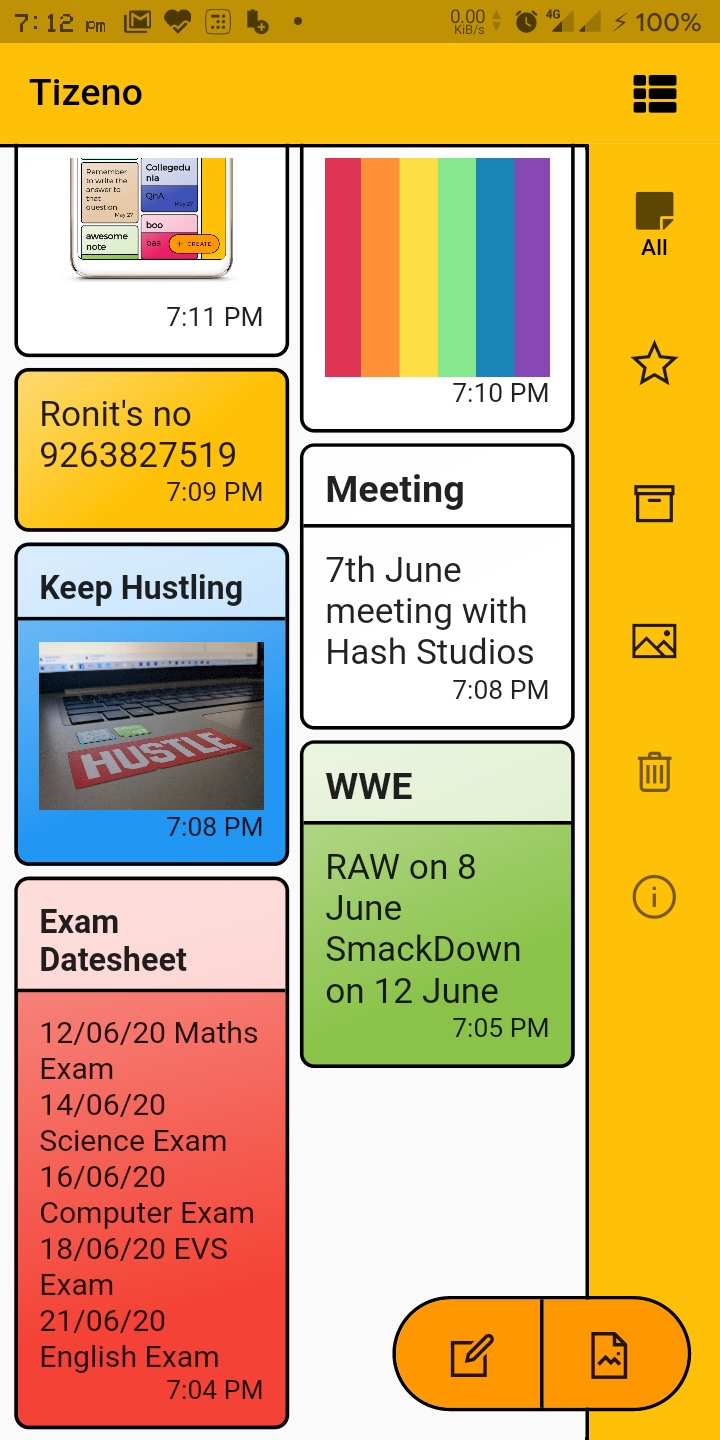 7:12 pm
0.00
KiB/s
4G
100%
Tizeno
All
Remember
to write the
answer to
that
question.
May 27
awesome
note
Collegedu
nia
QnA
May 27
boo
baa
+ CREATE
7:11 PM
Ronit's no
9263827519
7:09 PM
Keep Hustling
HUSTLE
7:08 PM
Exam
Datesheet
12/06/20 Maths
Exam
14/06/20
Science Exam
16/06/20
Computer Exam
18/06/20 EVS
Exam
21/06/20
English Exam
7:04 PM
7:10 PM
Meeting
7th June
meeting with
Hash Studios
7:08 PM
WWE
RAW on 8
June
SmackDown
on 12 June
7:05 PM